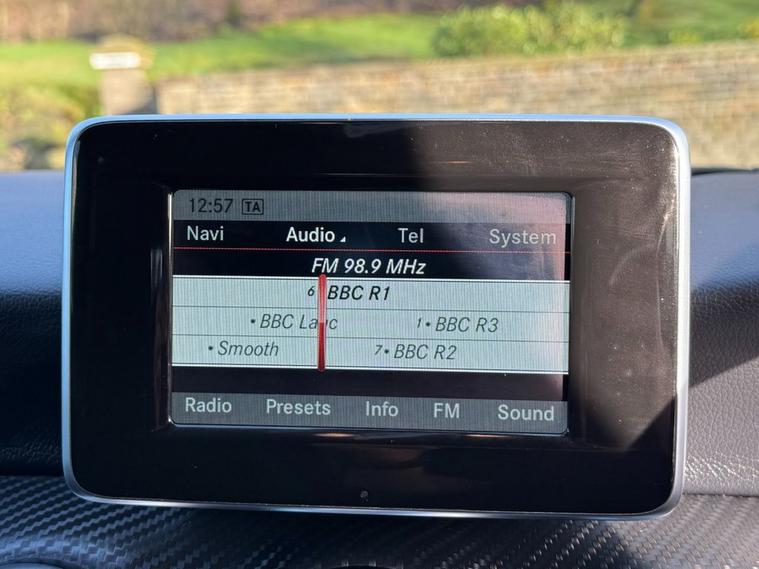 12:57 TA
Navi Audio Tel System
FM 98.9 MHz
6 BBC R1
• BBC Lanc 1• BBC R3
• Smooth 7• BBC R2
Radio Presets Info FM Sound